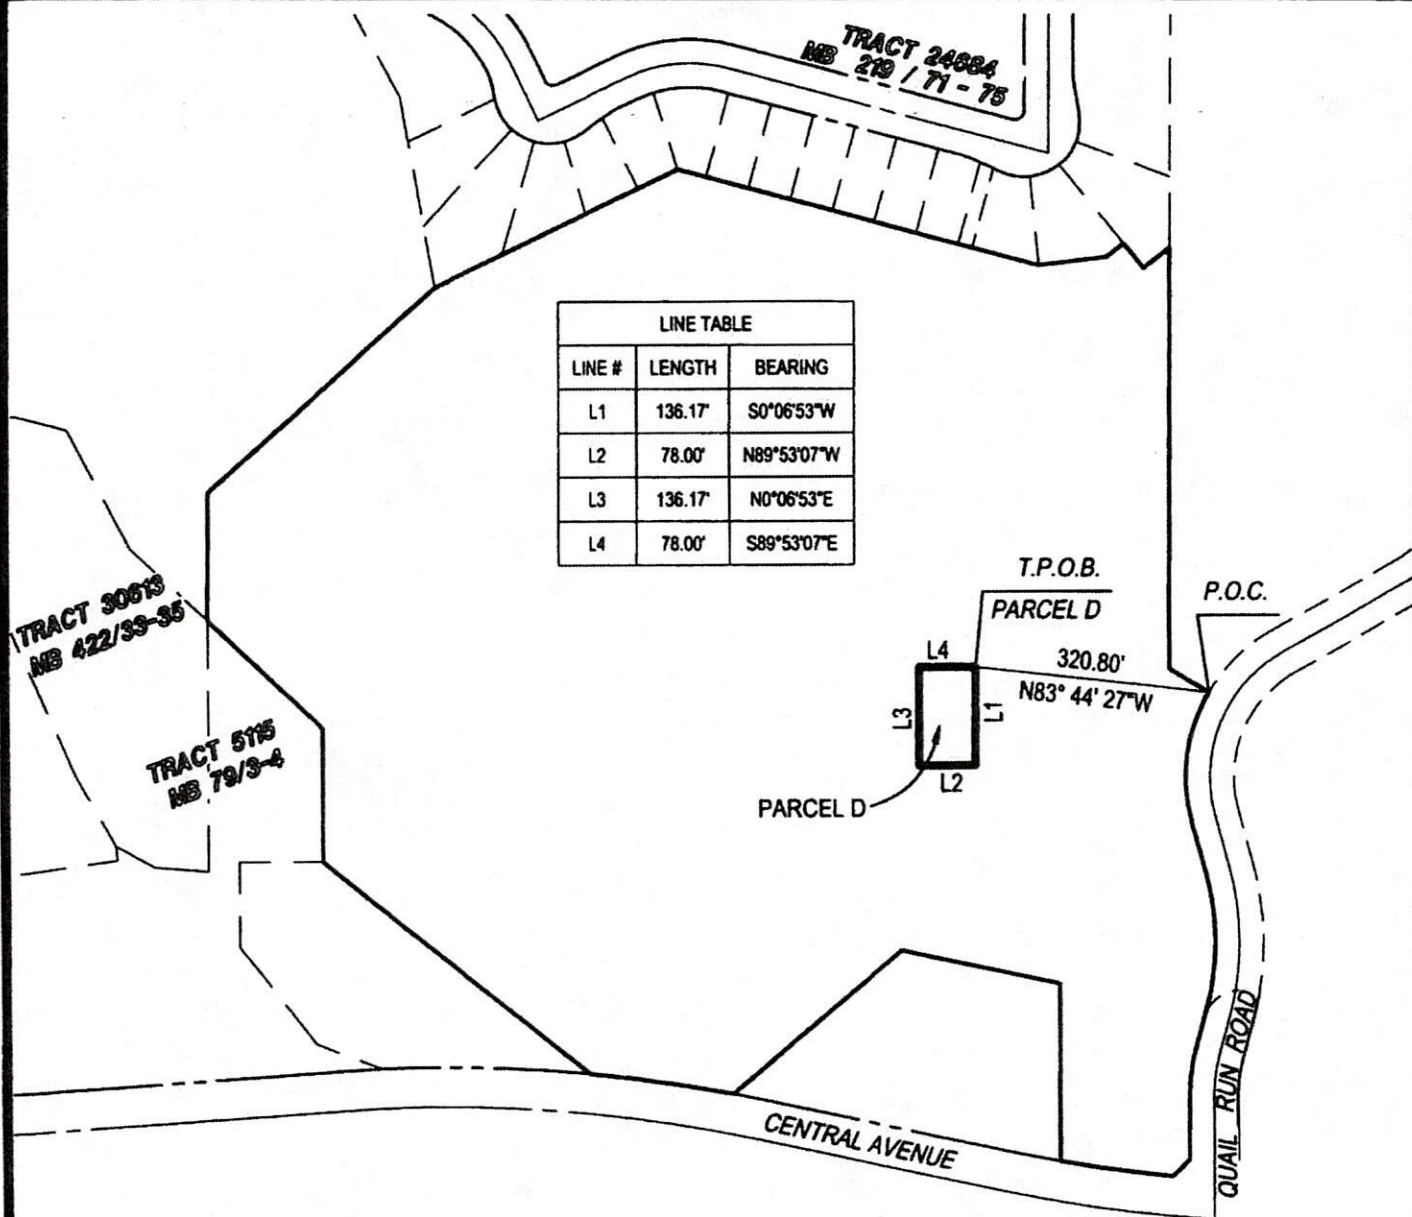 TRACT 24684
MB 219 / 71 - 75
LINE TABLE
LINE # LENGTH BEARING
L1 136.17' S0°06'53"W
L2 78.00' N89°53'07"W
L3 136.17' N0°06'53"E
L4 78.00' S89°53'07"E
T.P.O.B.
PARCEL D
P.O.C.
TRACT 30613
MB 422/33-35
L4
320.80'
N83° 44' 27"W
L3
L1
TRACT 5115
MB 79/3-4
L2
PARCEL D
CENTRAL AVENUE
QUAIL RUN ROAD